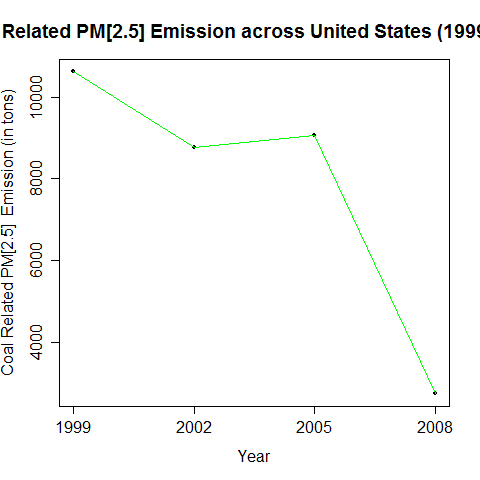 Related PM[2.5] Emission across United States (1999
Coal Related PM[2.5] Emission (in tons)
10000
8000
6000
4000
1999 2002 2005 2008
Year